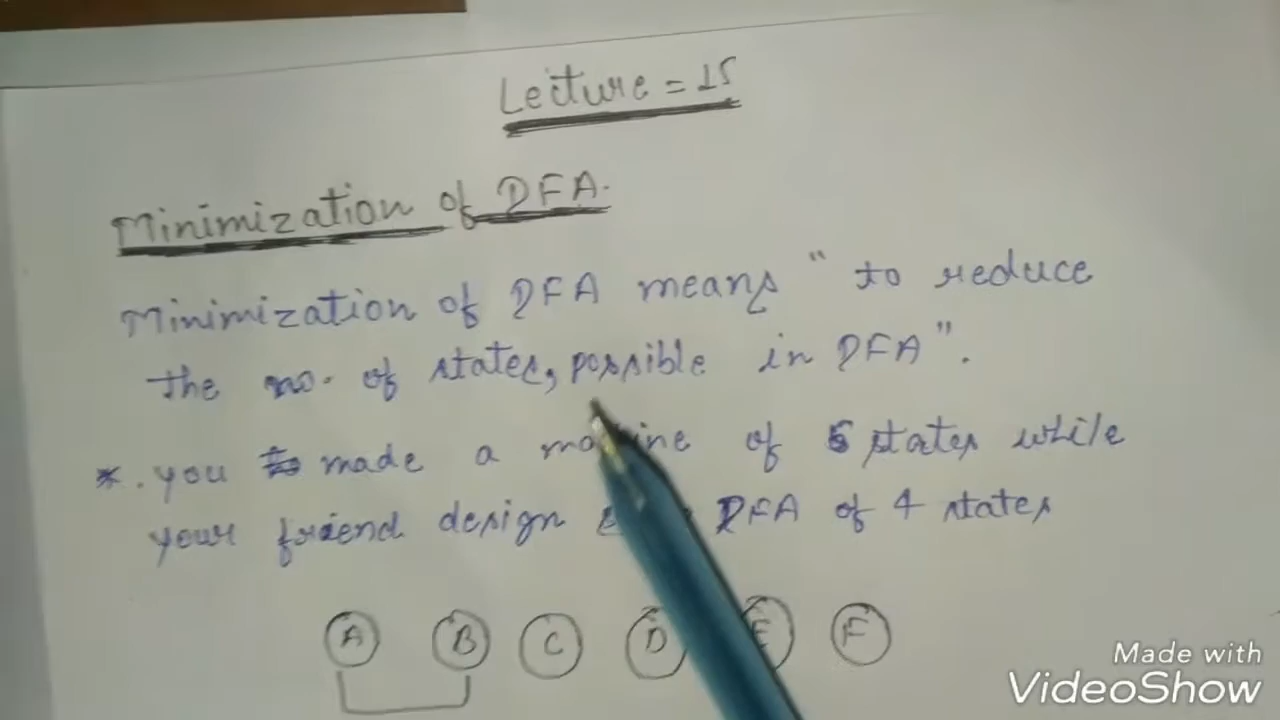 Lecture = 15
Minimization of DFA.
Minimization of DFA means " to reduce
the no. of states, possible in DFA".
*. you made a machine of 5 states while
your friend design DFA of 4 states
A B C D E F
Made with
VideoShow